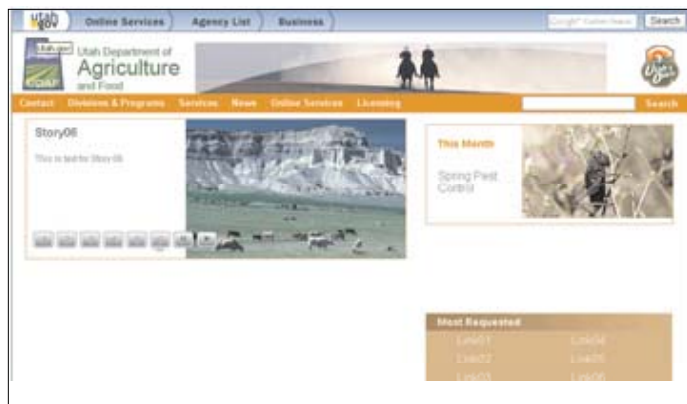 utah gov Online Services Agency List Business Search
utah.gov
UDAF
Utah Department of
Agriculture
and Food
Contact Divisions & Programs Services News Online Services Licensing Search
Story06
This is text for Story 06
This Month
Spring Pest
Control
Most Requested
Link01 Link04
Link02 Link05
Link03 Link06